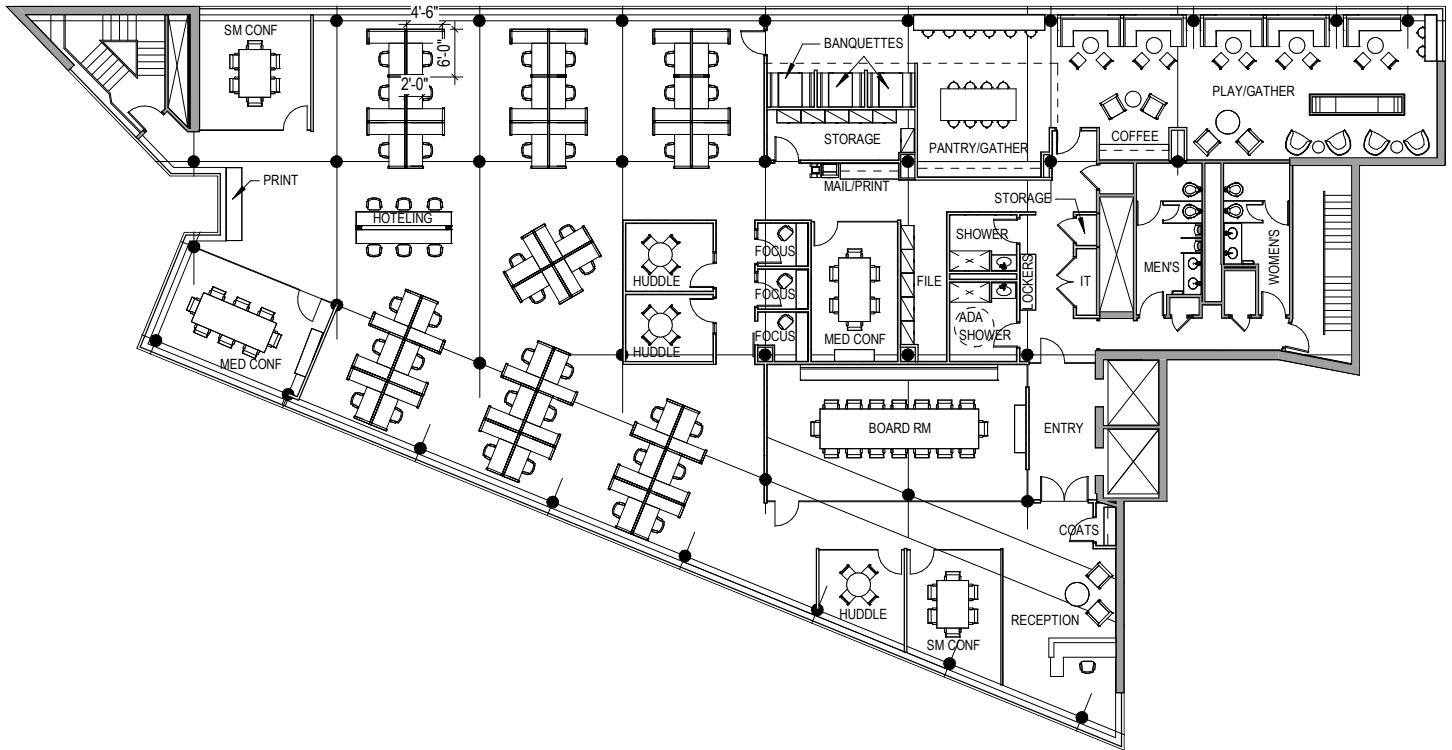 4'-6"
SM CONF
6'-0"
BANQUETTES
2'-0"
PLAY/GATHER
STORAGE
COFFEE
PANTRY/GATHER
PRINT
MAIL/PRINT
STORAGE
HOTELING
SHOWER
FOCUS
HUDDLE
FILE
LOCKERS
IT
MEN'S
WOMEN'S
FOCUS
ADA
SHOWER
FOCUS
MED CONF
HUDDLE
MED CONF
BOARD RM
ENTRY
COATS
HUDDLE
RECEPTION
SM CONF